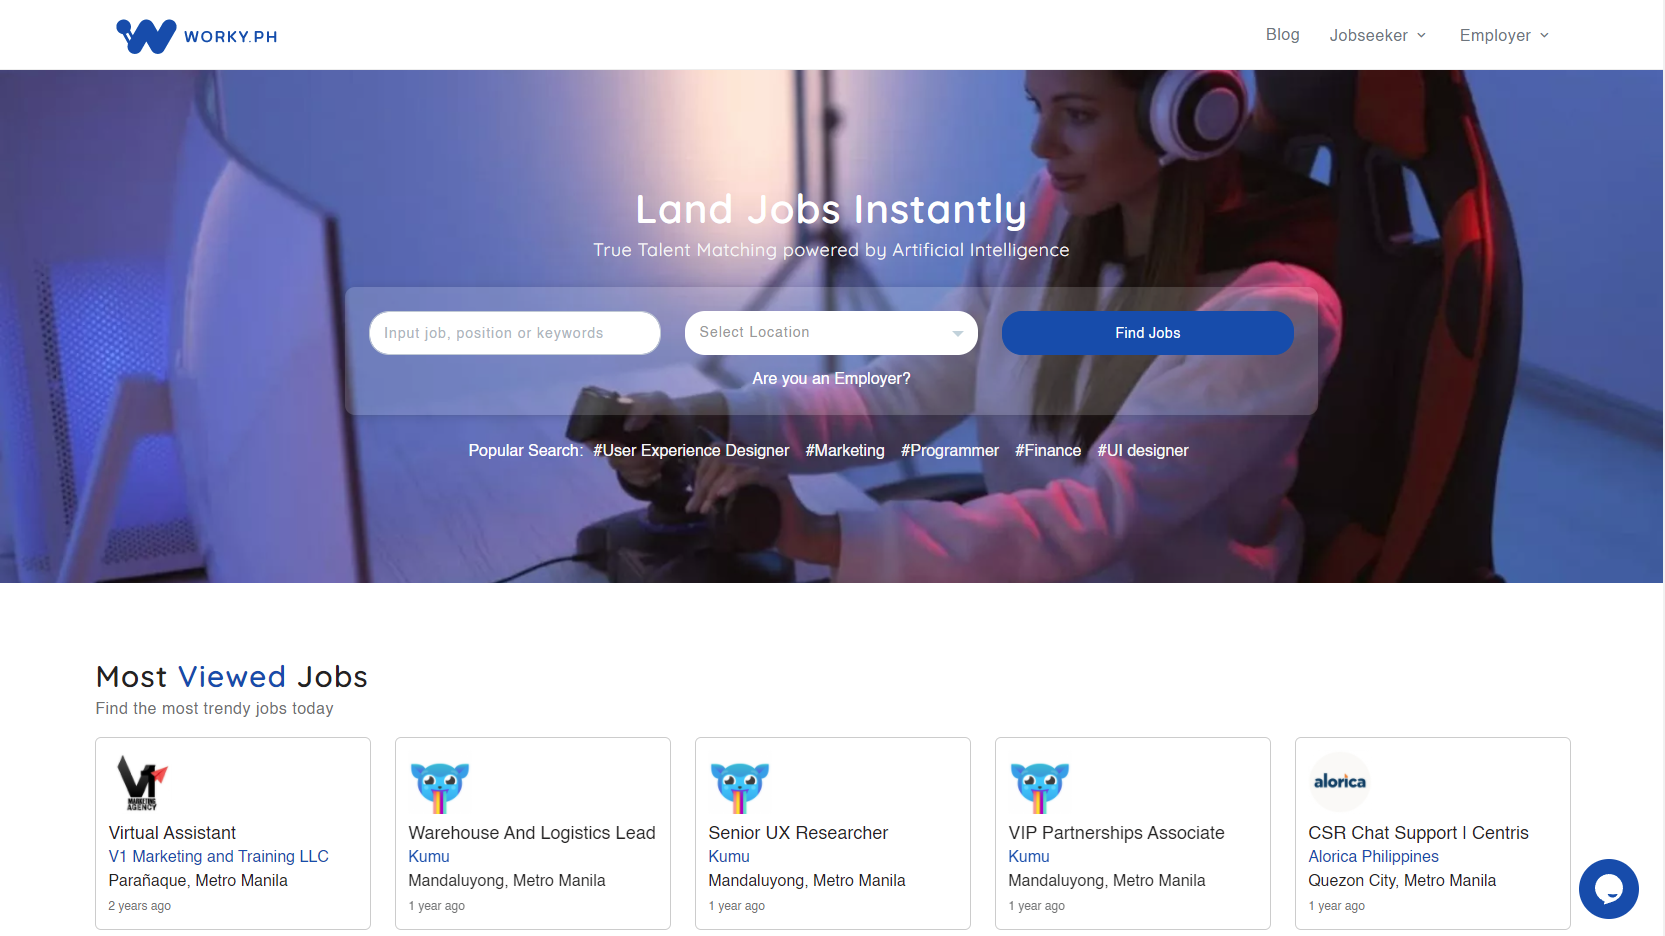 WORKY.PH
Blog
Jobseeker
Employer
Land Jobs Instantly
True Talent Matching powered by Artificial Intelligence
Input job, position or keywords
Select Location
Find Jobs
Are you an Employer?
Popular Search: #User Experience Designer #Marketing #Programmer #Finance #UI designer
Most Viewed Jobs
Find the most trendy jobs today
V1
MARKETING
AGENCY
Virtual Assistant
V1 Marketing and Training LLC
Parañaque, Metro Manila
2 years ago
Warehouse And Logistics Lead
Kumu
Mandaluyong, Metro Manila
1 year ago
Senior UX Researcher
Kumu
Mandaluyong, Metro Manila
1 year ago
VIP Partnerships Associate
Kumu
Mandaluyong, Metro Manila
1 year ago
alorica
CSR Chat Support | Centris
Alorica Philippines
Quezon City, Metro Manila
1 year ago